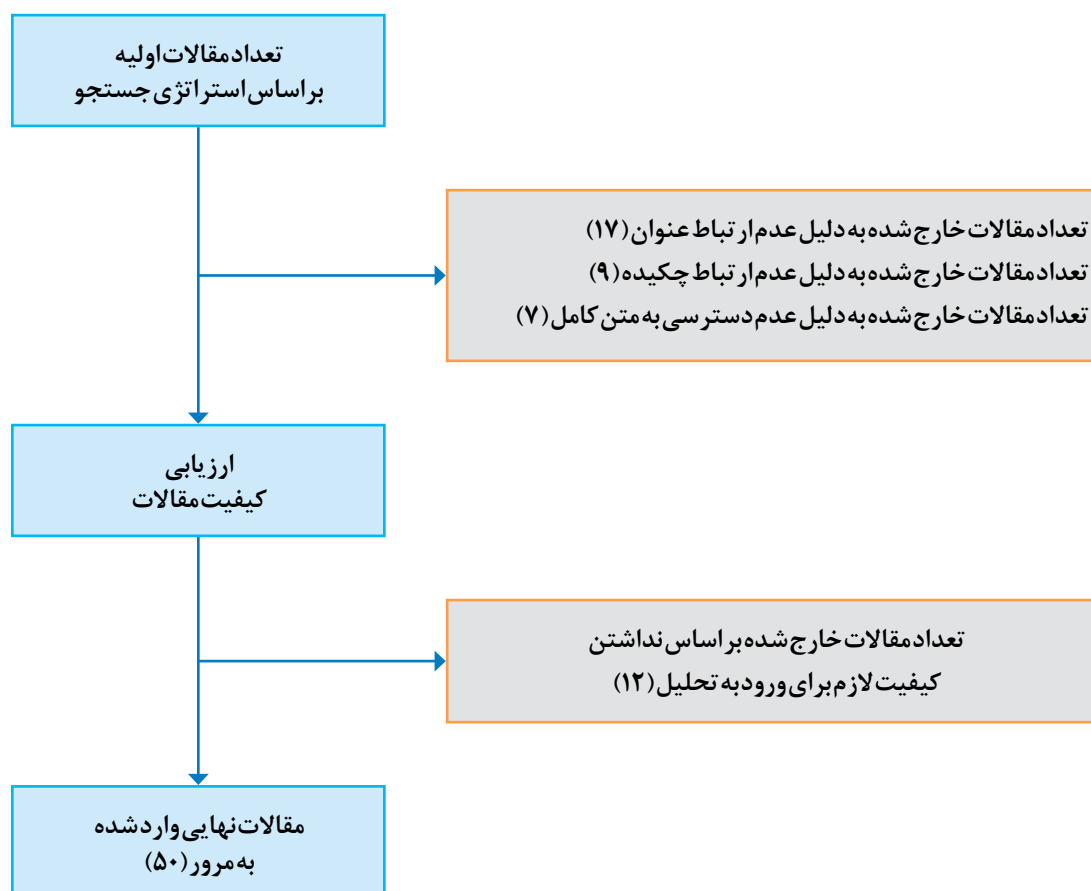 تعداد مقالات اولیه
براساس استراتژی جستجو
تعداد مقالات خارج شده به دلیل عدم ارتباط عنوان (۱۷)
تعداد مقالات خارج شده به دلیل عدم ارتباط چکیده (۹)
تعداد مقالات خارج شده به دلیل عدم دسترسی به متن کامل (۷)
ارزیابی
کیفیت مقالات
تعداد مقالات خارج شده بر اساس نداشتن
کیفیت لازم برای ورود به تحلیل (۱۲)
مقالات نهایی وارد شده
به مرور (۵۰)